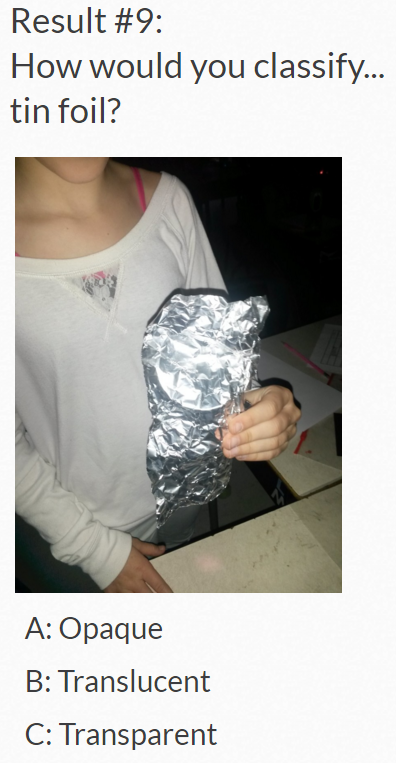 Result #9:
How would you classify...
tin foil?
A: Opaque
B: Translucent
C: Transparent